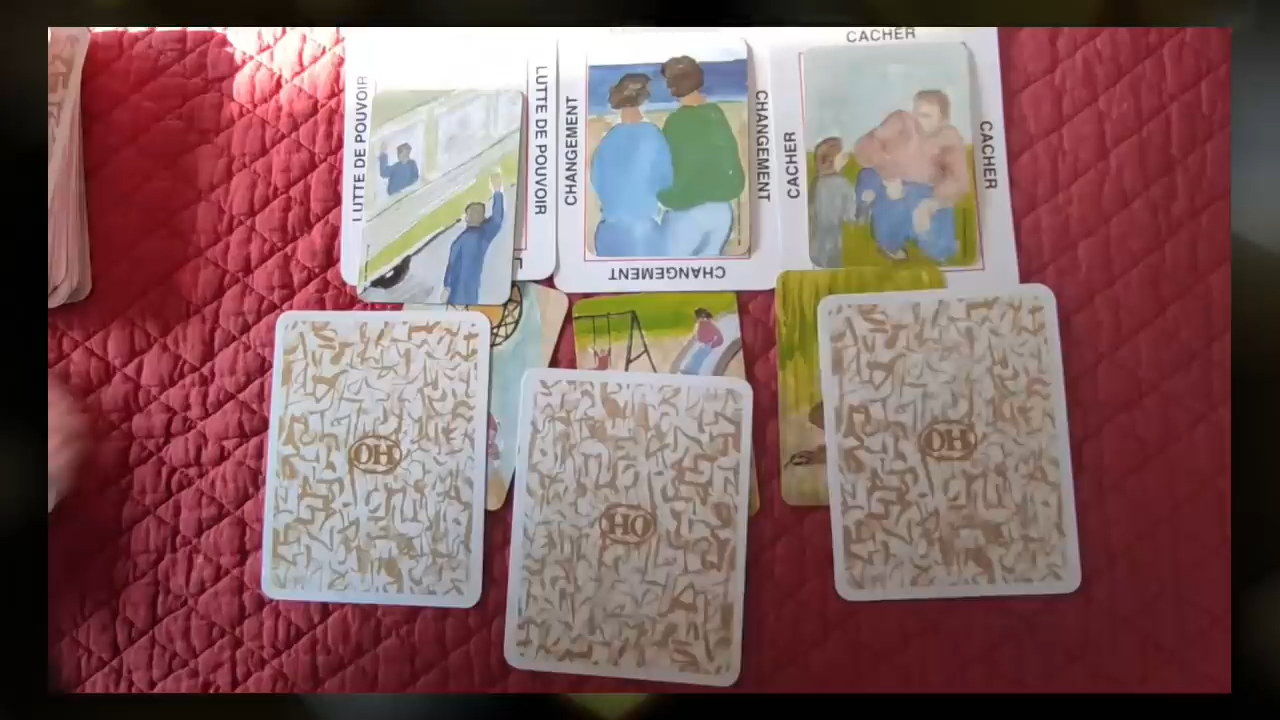 LUTTE DE POUVOIR
LUTTE DE POUVOIR
CHANGEMENT
CHANGEMENT
CHANGEMENT
CACHER
CACHER
CACHER
OH
OH
OH